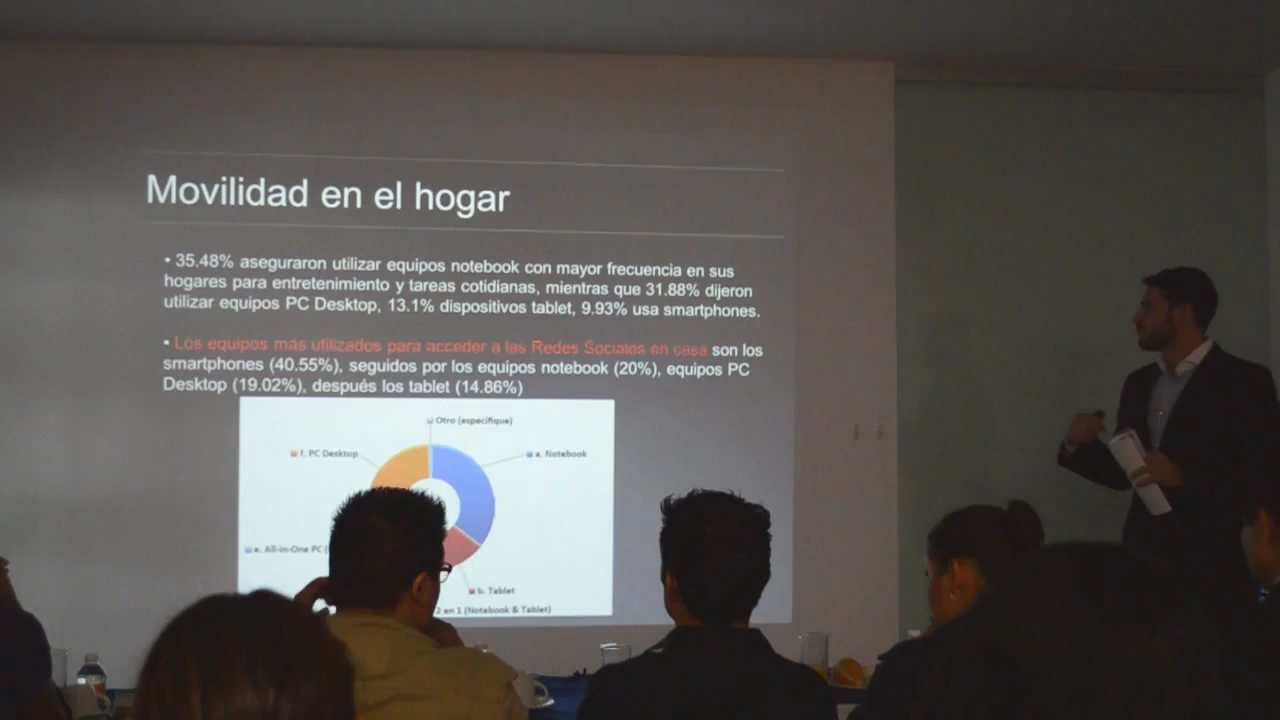 Movilidad en el hogar
• 35.48% aseguraron utilizar equipos notebook con mayor frecuencia en sus
hogares para entretenimiento y tareas cotidianas, mientras que 31.88% dijeron
utilizar equipos PC Desktop, 13.1% dispositivos tablet, 9.93% usa smartphones.
• Los equipos más utilizados para acceder a las Redes Sociales en casa son los
smartphones (40.55%), seguidos por los equipos notebook (20%), equipos PC
Desktop (19.02%), después los tablet (14.86%)
Otro (especifique)
f. PC Desktop
a. Notebook
e. All-in-One PC (
b. Tablet
2 en 1 (Notebook & Tablet)